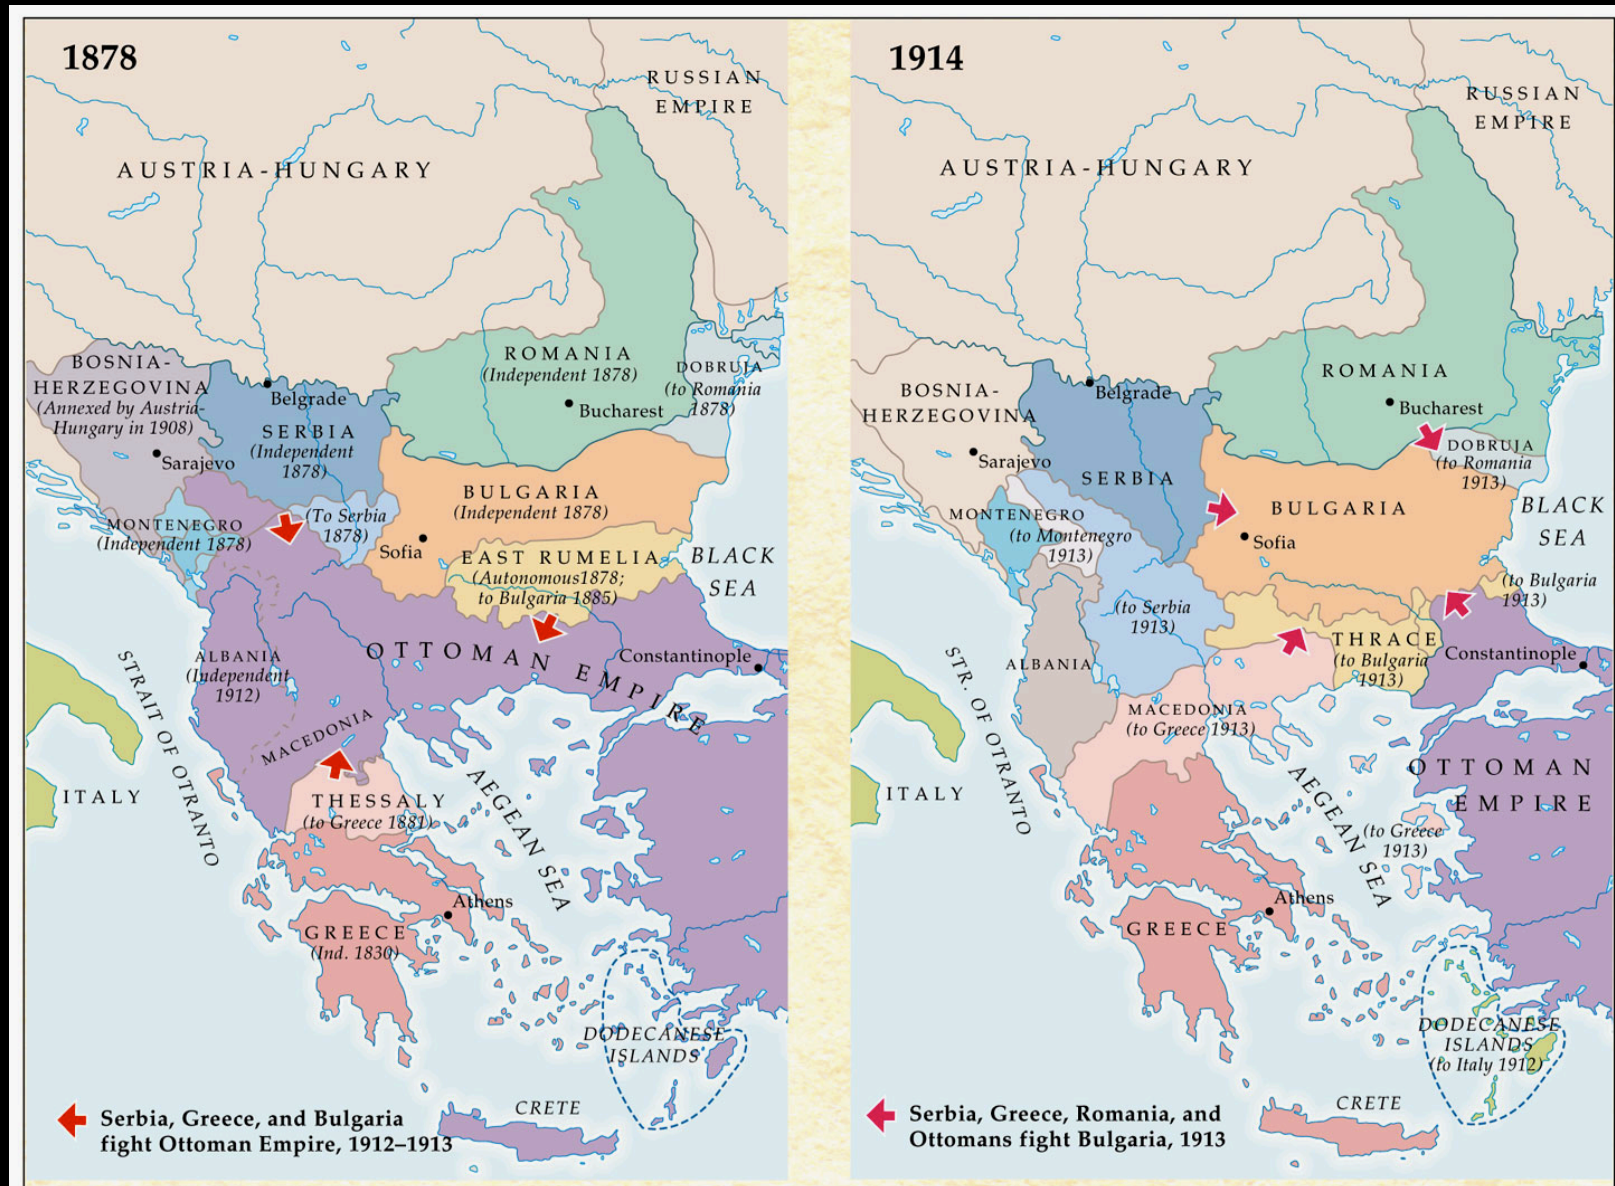 1878
RUSSIAN
EMPIRE
AUSTRIA-HUNGARY
BOSNIA-
HERZEGOVINA
(Annexed by Austria-
Hungary in 1908)
Sarajevo
Belgrade
SERBIA
(Independent
1878)
ROMANIA
(Independent 1878)
Bucharest
DOBRUJA
(to Romania
1878)
MONTENEGRO
(Independent 1878)
(To Serbia
1878)
BULGARIA
(Independent 1878)
Sofia
EAST RUMELIA
(Autonomous1878;
to Bulgaria 1885)
BLACK
SEA
ALBANIA
(Independent
1912)
OTTOMAN EMPIRE
Constantinople
STRAIT OF OTRANTO
MACEDONIA
ITALY
THESSALY
(to Greece 1881)
AEGEAN SEA
Athens
GREECE
(Ind. 1830)
DODECANESE
ISLANDS
CRETE
Serbia, Greece, and Bulgaria
fight Ottoman Empire, 1912–1913
1914
RUSSIAN
EMPIRE
AUSTRIA-HUNGARY
BOSNIA-
HERZEGOVINA
Sarajevo
Belgrade
SERBIA
ROMANIA
Bucharest
DOBRUJA
(to Romania
1913)
MONTENEGRO
(to Montenegro
1913)
BULGARIA
Sofia
BLACK
SEA
(to Bulgaria
1913)
(to Serbia
1913)
THRACE
(to Bulgaria
1913)
Constantinople
ALBANIA
STR. OF OTRANTO
MACEDONIA
(to Greece 1913)
ITALY
AEGEAN SEA
OTTOMAN
EMPIRE
(to Greece
1913)
Athens
GREECE
DODECANESE
ISLANDS
(to Italy 1912)
CRETE
Serbia, Greece, Romania, and
Ottomans fight Bulgaria, 1913